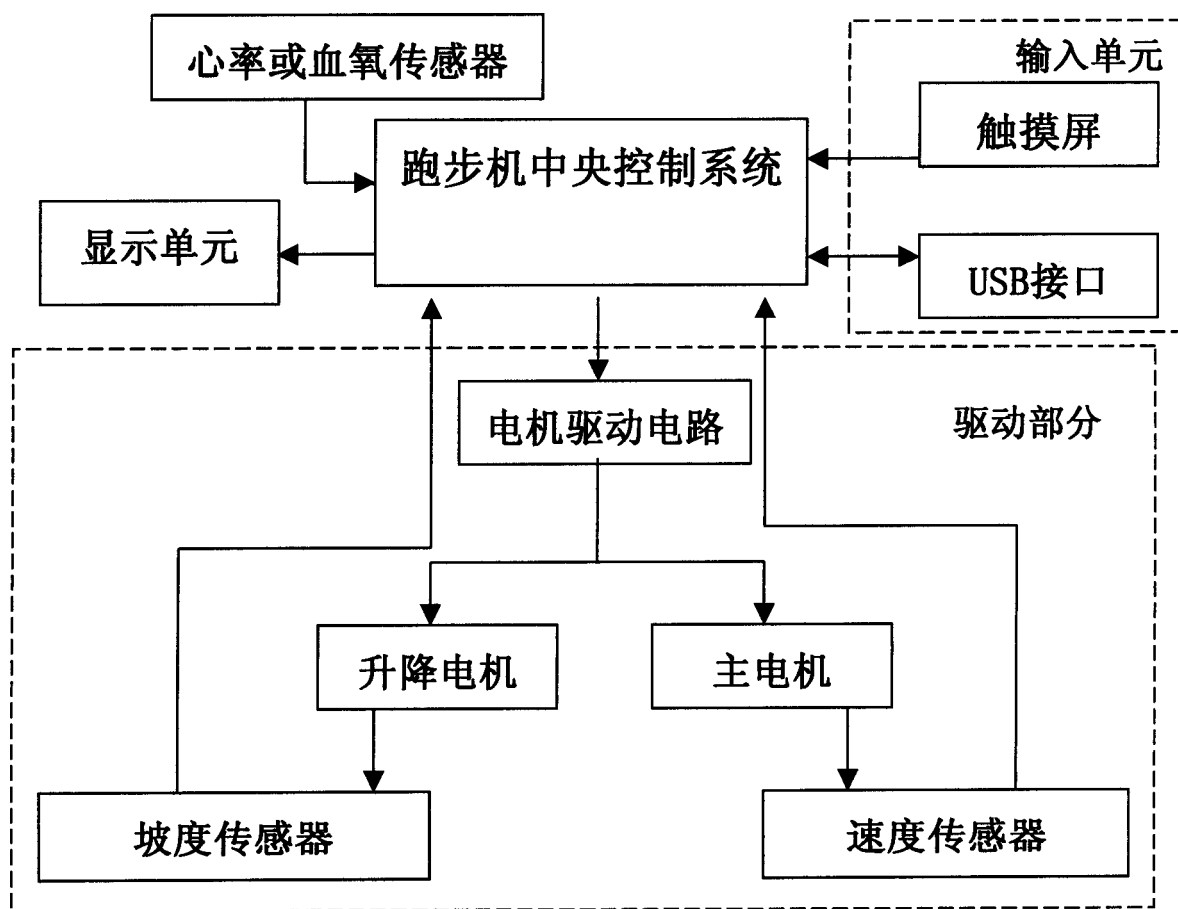 心率或血氧传感器
输入单元
触摸屏
跑步机中央控制系统
显示单元
USB接口
电机驱动电路
驱动部分
升降电机
主电机
坡度传感器
速度传感器